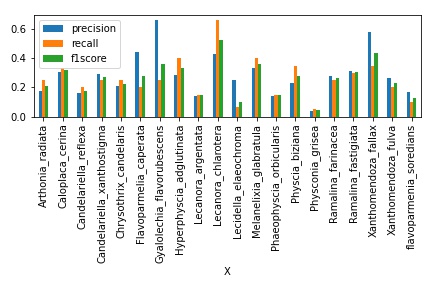 precision
recall
f1score
0.6
0.4
0.2
0.0
Arthonia_radiata
Caloplaca_cerina
Candelariella_reflexa
Candelariella_xanthostigma
Chrysothrix_candelaris
Flavoparmelia_caperata
Gyalolechia_flavorubescens
Hyperphyscia_adglutinata
Lecanora_argentata
Lecanora_chlarotera
Lecidella_elaeochroma
Melanelixia_glabratula
Phaeophyscia_orbicularis
Physcia_biziana
Physconia_grisea
Ramalina_farinacea
Ramalina_fastigiata
Xanthomendoza_fallax
Xanthomendoza_fulva
flavoparmenia_soredians
X